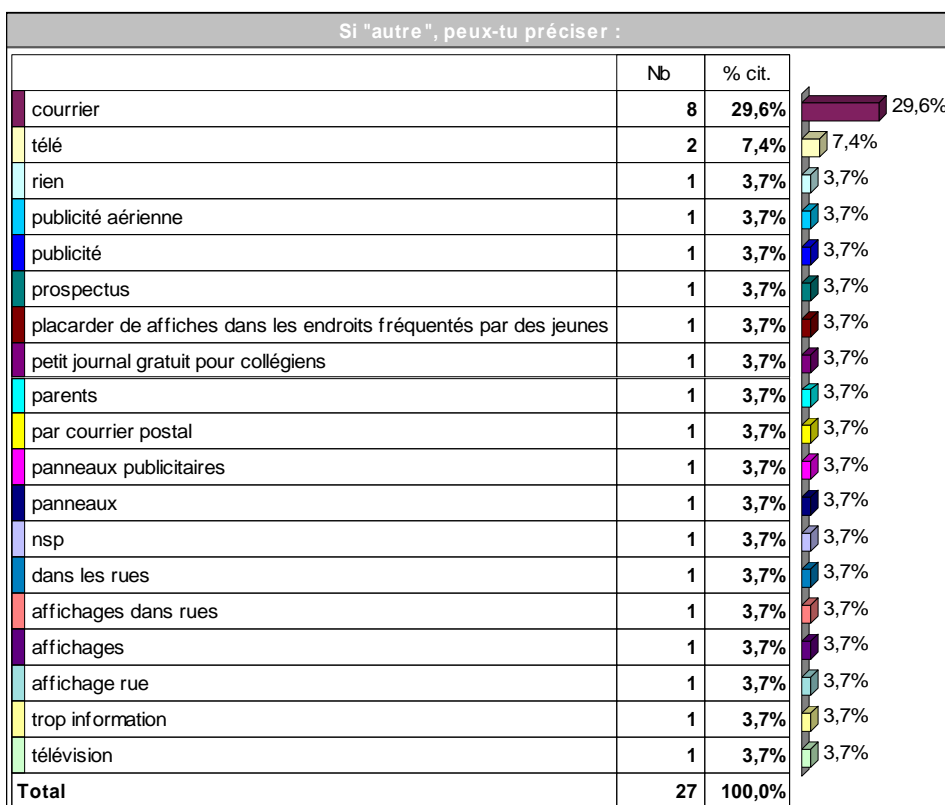 Si "autre", peux-tu préciser :
Nb % cit.
courrier 8 29,6% 29,6%
télé 2 7,4% 7,4%
rien 1 3,7% 3,7%
publicité aérienne 1 3,7% 3,7%
publicité 1 3,7% 3,7%
prospectus 1 3,7% 3,7%
placarder de affiches dans les endroits fréquentés par des jeunes 1 3,7% 3,7%
petit journal gratuit pour collégiens 1 3,7% 3,7%
parents 1 3,7% 3,7%
par courrier postal 1 3,7% 3,7%
panneaux publicitaires 1 3,7% 3,7%
panneaux 1 3,7% 3,7%
nsp 1 3,7% 3,7%
dans les rues 1 3,7% 3,7%
affichages dans rues 1 3,7% 3,7%
affichages 1 3,7% 3,7%
affichage rue 1 3,7% 3,7%
trop information 1 3,7% 3,7%
télévision 1 3,7% 3,7%
Total 27 100,0%